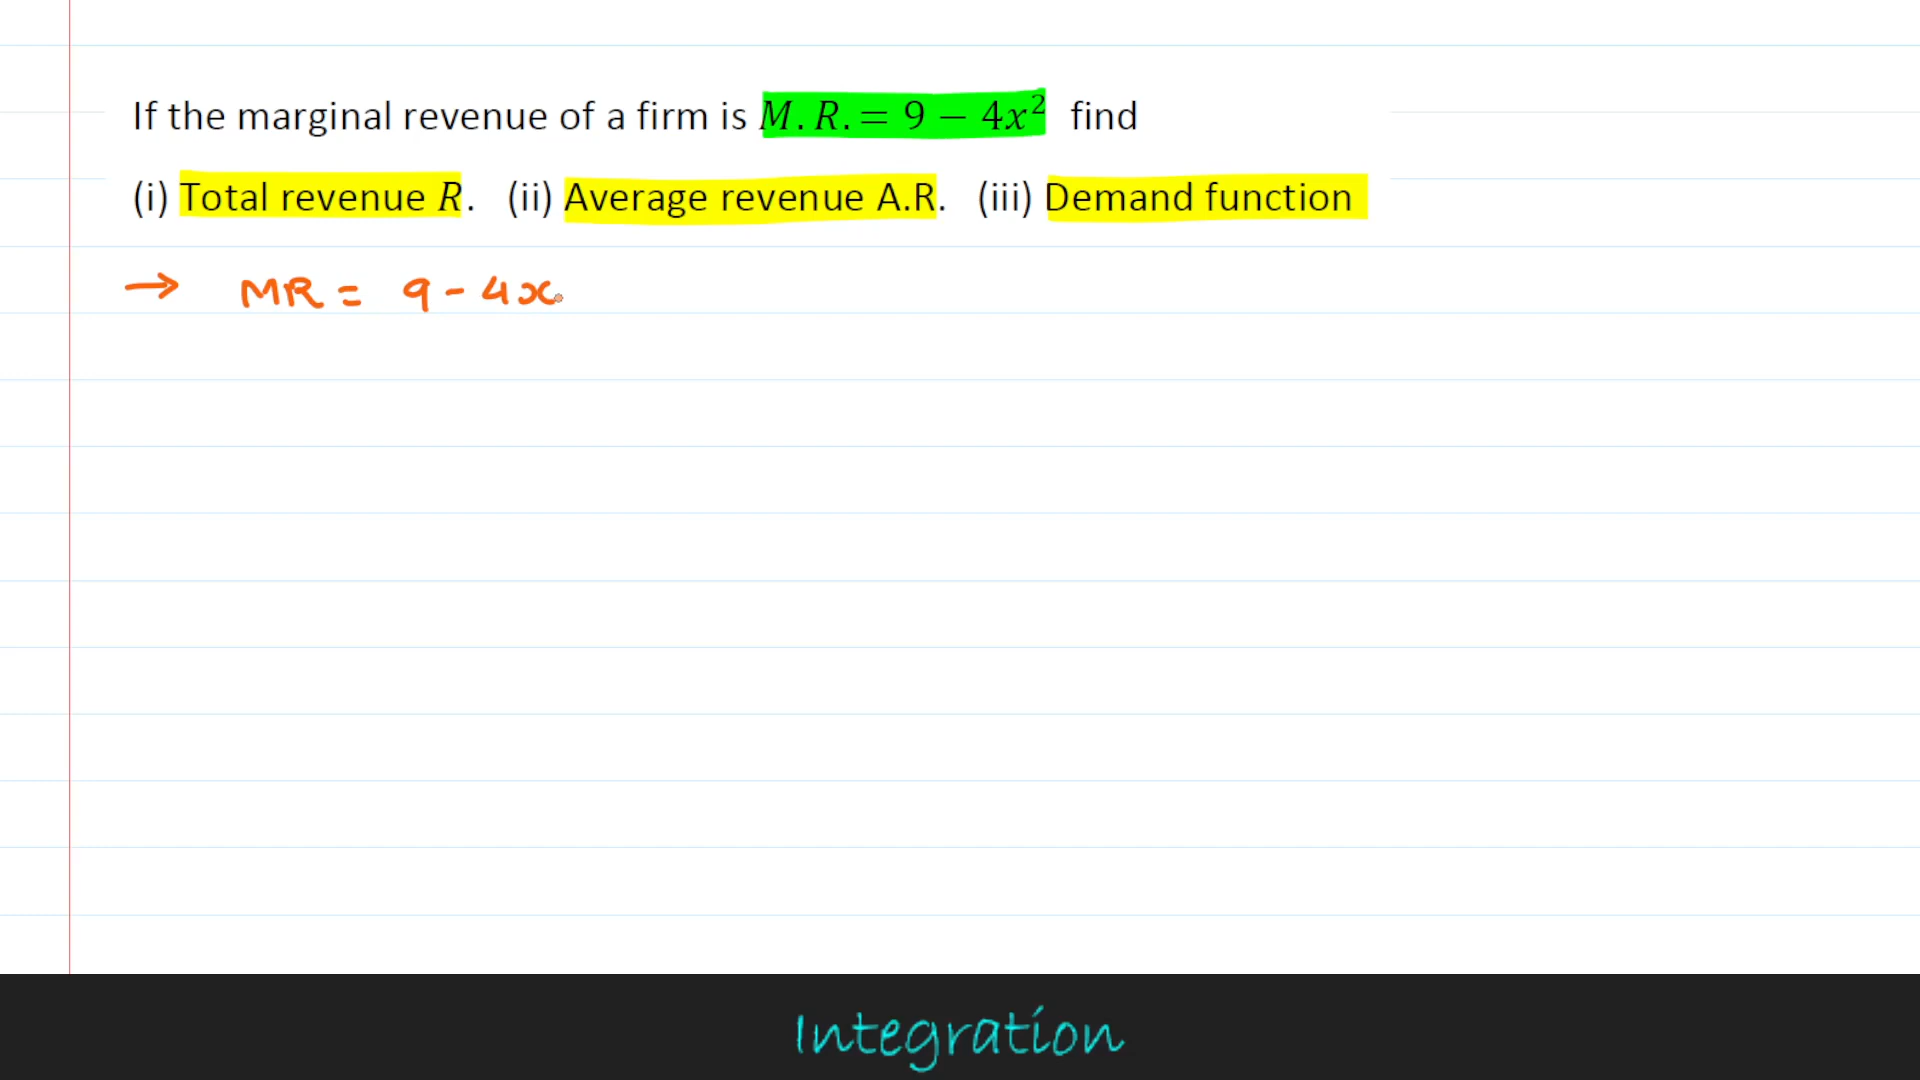 If the marginal revenue of a firm is M.R.= 9 − 4x² find
(i) Total revenue R. (ii) Average revenue A.R. (iii) Demand function
→ MR = 9 - 4x
Integration